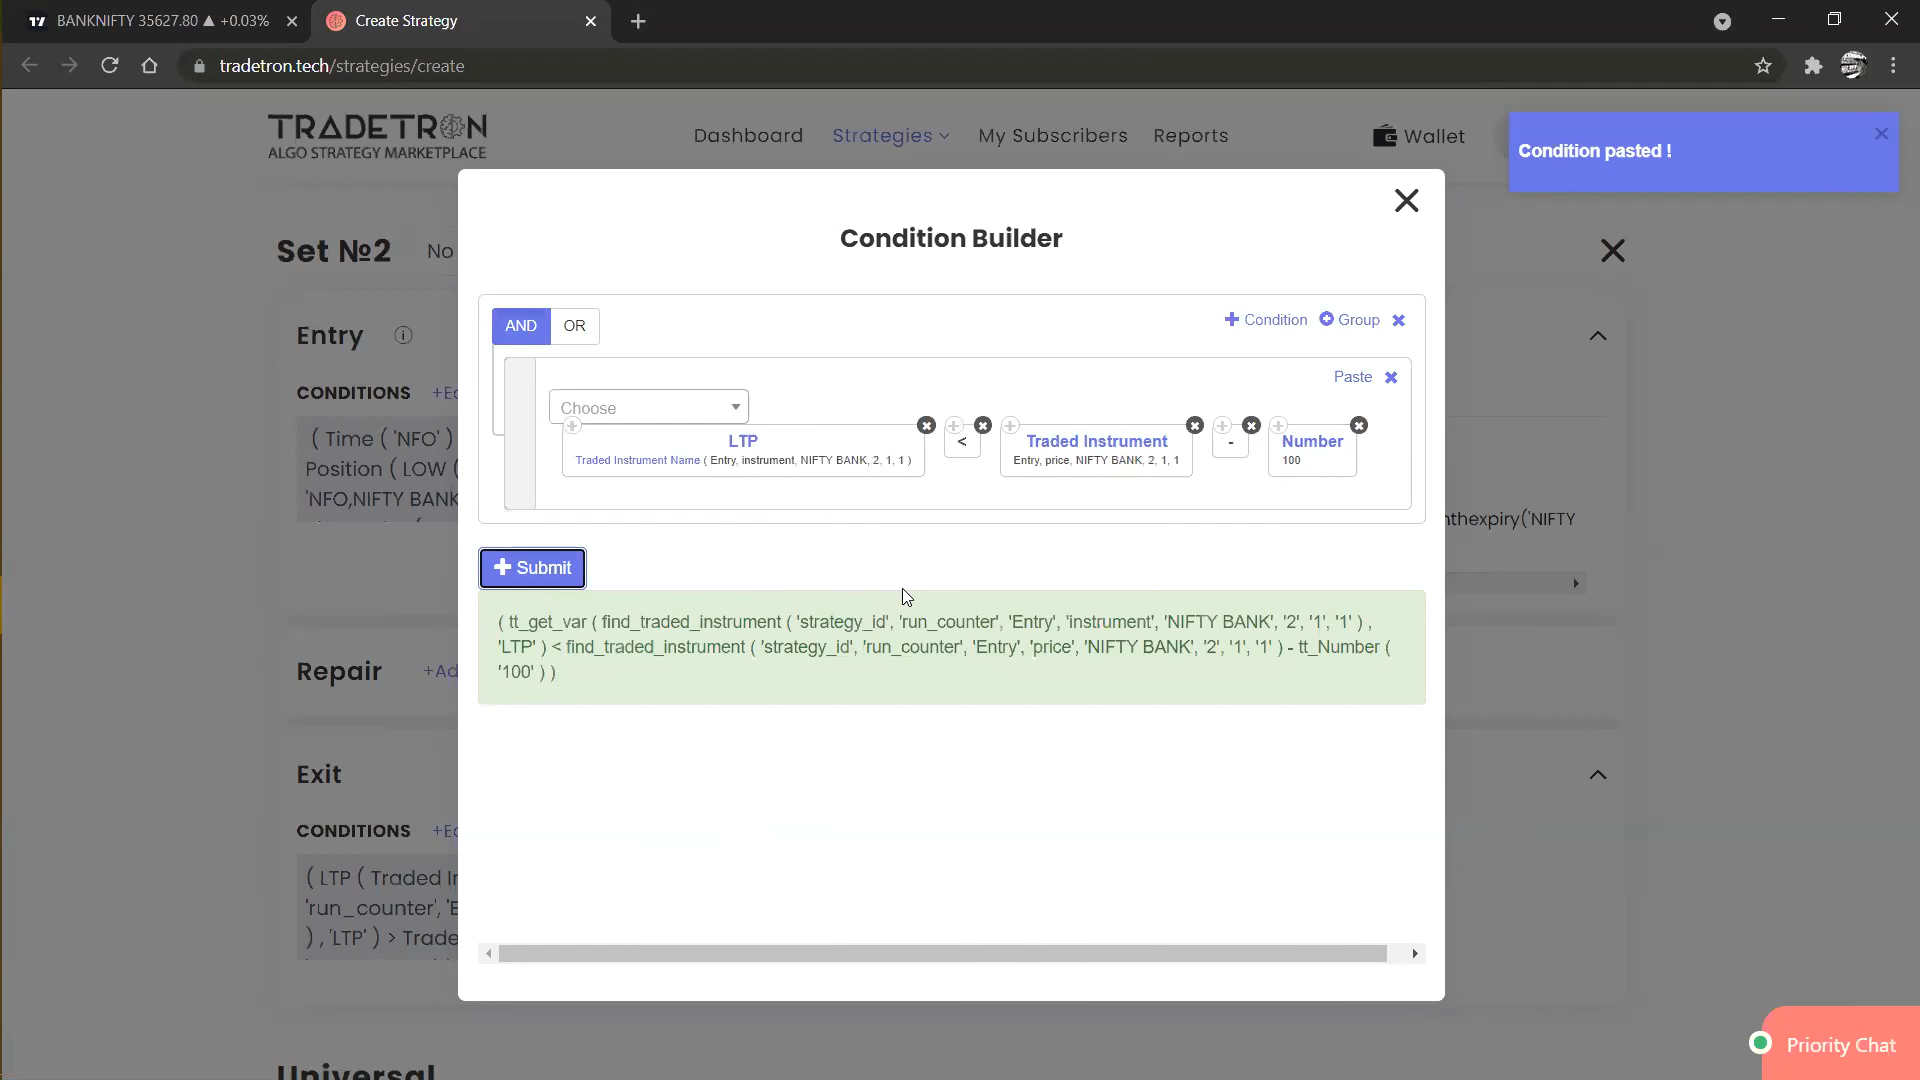 BANKNIFTY 35627.80 ▲ +0.03%
Create Strategy
tradetron.tech/strategies/create
TRADETRON
ALGO STRATEGY MARKETPLACE
Dashboard
Strategies
My Subscribers
Reports
Wallet
Condition pasted !
Condition Builder
Set №2
No
AND
OR
Condition
Group
Entry
Paste
CONDITIONS
Choose
( Time ( 'NFO' )
LTP
<
Traded Instrument
-
Number
Traded Instrument Name ( Entry, instrument, NIFTY BANK, 2, 1, 1 )
Entry, price, NIFTY BANK, 2, 1, 1
100
Position ( LOW (
'NFO,NIFTY BANK
nthexpiry('NIFTY
Submit
( tt_get_var ( find_traded_instrument ( 'strategy_id', 'run_counter', 'Entry', 'instrument', 'NIFTY BANK', '2', '1', '1' ) ,
'LTP' ) < find_traded_instrument ( 'strategy_id', 'run_counter', 'Entry', 'price', 'NIFTY BANK', '2', '1', '1' ) - tt_Number (
'100' ) )
Repair
+Ad
Exit
CONDITIONS
( LTP ( Traded
'run_counter',
) , 'LTP' ) > Trade
Universal
Priority Chat